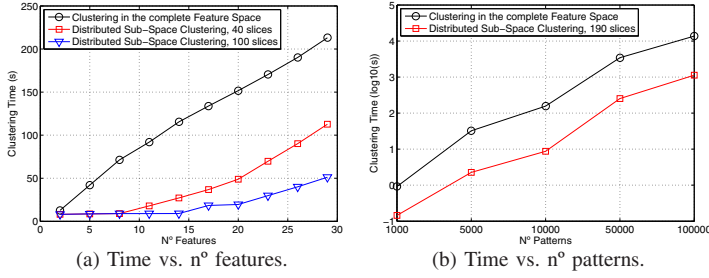 250
200
150
100
50
0
0
5
10
15
20
25
30
Clustering Time (s)
Nº Features
Clustering in the complete Feature Space
Distributed Sub−Space Clustering, 40 slices
Distributed Sub−Space Clustering, 100 slices
(a) Time vs. nº features.
5
4
3
2
1
0
−1
1000
5000
10000
50000
100000
Clustering Time (log10(s))
Nº Patterns
Clustering in the complete Feature Space
Distributed Sub−Space Clustering, 190 slices
(b) Time vs. nº patterns.